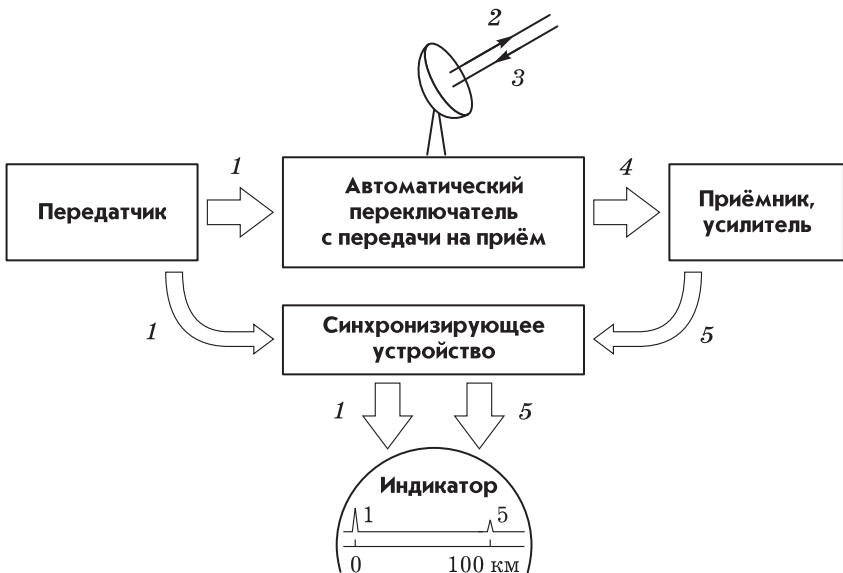 2
3
1
4
Передатчик
Автоматический
переключатель
с передачи на приём
Приёмник,
усилитель
1
Синхронизирующее
устройство
5
1
5
Индикатор
1
5
0
100 км